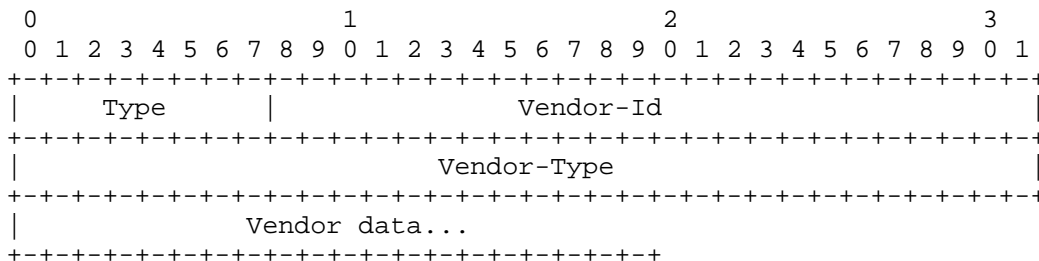 0                   1                   2                   3
 0 1 2 3 4 5 6 7 8 9 0 1 2 3 4 5 6 7 8 9 0 1 2 3 4 5 6 7 8 9 0 1
+-+-+-+-+-+-+-+-+-+-+-+-+-+-+-+-+-+-+-+-+-+-+-+-+-+-+-+-+-+-+-+-+
|     Type      |               Vendor-Id                       |
+-+-+-+-+-+-+-+-+-+-+-+-+-+-+-+-+-+-+-+-+-+-+-+-+-+-+-+-+-+-+-+-+
|                          Vendor-Type                          |
+-+-+-+-+-+-+-+-+-+-+-+-+-+-+-+-+-+-+-+-+-+-+-+-+-+-+-+-+-+-+-+-+
|              Vendor data...
+-+-+-+-+-+-+-+-+-+-+-+-+-+-+-+-+-+-+-+-+